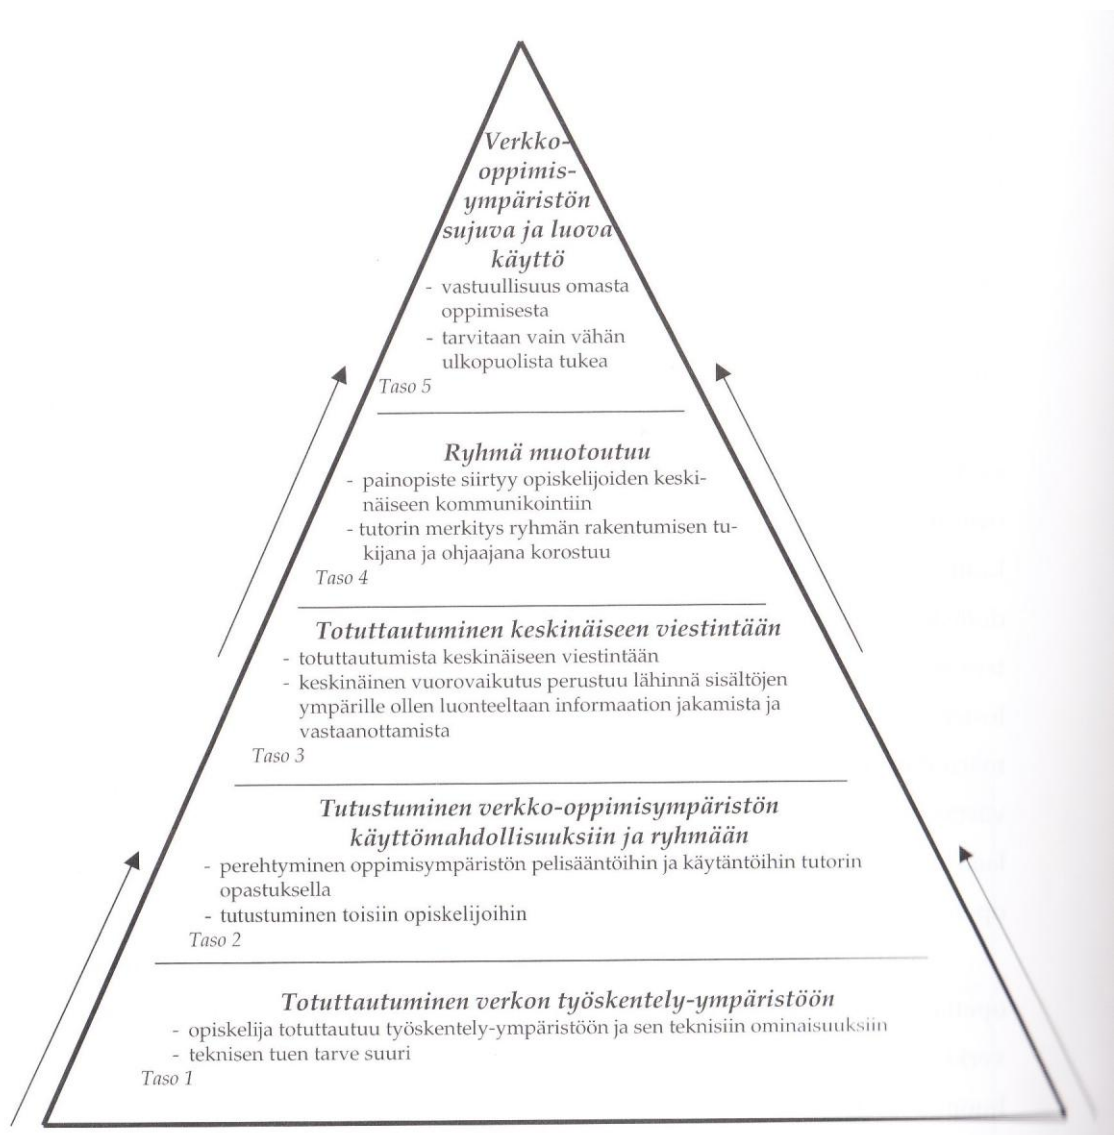 Verkko-
oppimis-
ympäristön
sujuva ja luova
käyttö
- vastuullisuus omasta
oppimisesta
- tarvitaan vain vähän
ulkopuolista tukea
Taso 5
Ryhmä muotoutuu
- painopiste siirtyy opiskelijoiden keski-
näiseen kommunikointiin
- tutorin merkitys ryhmän rakentumisen tu-
kijana ja ohjaajana korostuu
Taso 4
Totuttautuminen keskinäiseen viestintään
- totuttautumista keskinäiseen viestintään
- keskinäinen vuorovaikutus perustuu lähinnä sisältöjen
ympärille ollen luonteeltaan informaation jakamista ja
vastaanottamista
Taso 3
Tutustuminen verkko-oppimisympäristön
käyttömahdollisuuksiin ja ryhmään
- perehtyminen oppimisympäristön pelisääntöihin ja käytäntöihin tutorin
opastuksella
- tutustuminen toisiin opiskelijoihin
Taso 2
Totuttautuminen verkon työskentely-ympäristöön
- opiskelija totuttautuu työskentely-ympäristöön ja sen teknisiin ominaisuuksiin
- teknisen tuen tarve suuri
Taso 1